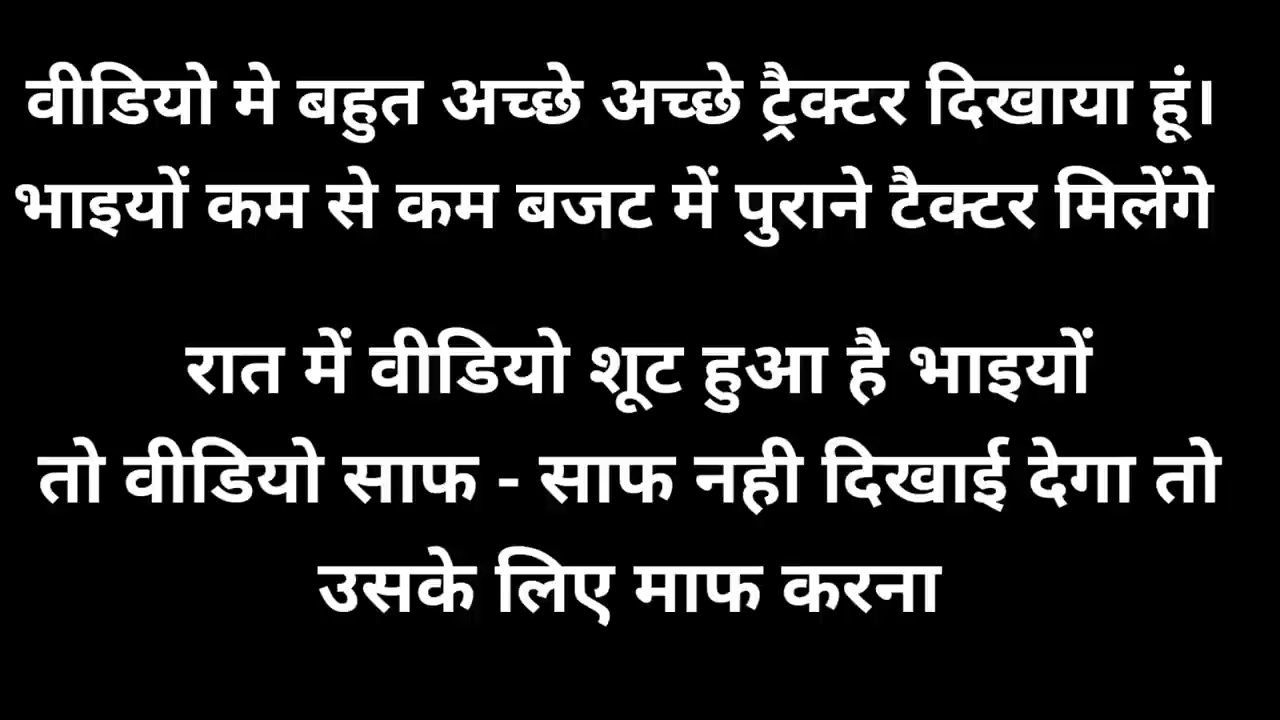 वीडियो मे बहुत अच्छे अच्छे ट्रैक्टर दिखाया हूं।
भाइयों कम से कम बजट में पुराने टैक्टर मिलेंगे
रात में वीडियो शूट हुआ है भाइयों
तो वीडियो साफ - साफ नही दिखाई देगा तो
उसके लिए माफ करना